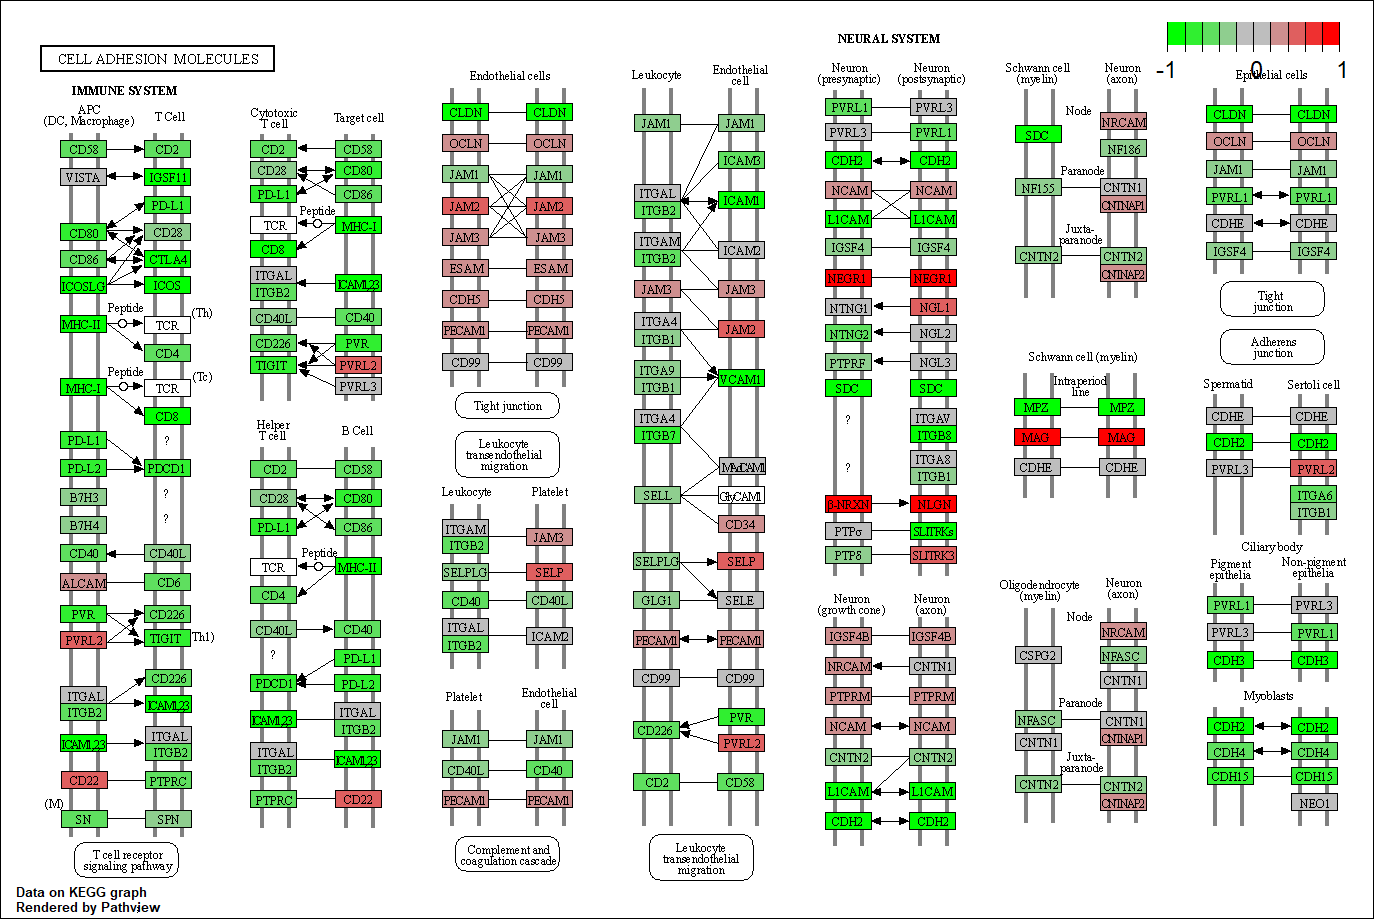 CELL ADHESION MOLECULES
IMMUNE SYSTEM
APC
(DC, Macrophage)
T Cell
CD58
CD2
VISTA
IGSF11
PD-L1
CD80
CD28
CD86
CTLA4
ICOSLG
ICOS
Peptide
(Th)
MHC-II
TCR
CD4
Peptide
(Tc)
MHC-I
TCR
CD8
PD-L1
?
PD-L2
PDCD1
B7H3
?
B7H4
?
CD40
CD40L
ALCAM
CD6
PVR
CD226
PVRL2
TIGIT
Th1)
CD226
ITGAL
ITGB2
ICAM1,2,3
ICAM1,2,3
ITGAL
ITGB2
CD22
PTPRC
(M)
SN
SPN
T cell receptor
signaling pathway
Data on KEGG graph
Rendered by Pathview
Cytotoxic
T cell
Target cell
CD2
CD58
CD28
CD80
PD-L1
CD86
Peptide
TCR
MHC-I
CD8
ITGAL
ITGB2
ICAM1,2,3
CD40L
CD40
CD226
PVR
TIGIT
PVRL2
PVRL3
Helper
T cell
B Cell
CD2
CD58
CD28
CD80
PD-L1
CD86
Peptide
TCR
MHC-II
CD4
CD40L
CD40
?
PD-L1
PDCD1
PD-L2
ICAM1,2,3
ITGAL
ITGB2
ITGAL
ITGB2
ICAM1,2,3
PTPRC
CD22
Endothelial cells
CLDN
CLDN
OCLN
OCLN
JAM1
JAM1
JAM2
JAM2
JAM3
JAM3
ESAM
ESAM
CDH5
CDH5
PECAM1
PECAM1
CD99
CD99
Tight junction
Leukocyte
transendothelial
migration
Leukocyte
Platelet
ITGAM
ITGB2
JAM3
SELPLG
SELP
CD40
CD40L
ITGAL
ITGB2
ICAM2
Platelet
Endothelial
cell
JAM1
JAM1
CD40L
CD40
PECAM1
PECAM1
Complement and
coagulation cascade
Leukocyte
Endothelial
cell
JAM1
JAM1
ICAM3
ITGAL
ITGB2
ICAM1
ITGAM
ITGB2
ICAM2
JAM3
JAM3
ITGA4
ITGB1
JAM2
ITGA9
ITGB1
VCAM1
ITGA4
ITGB7
MAdCAM1
SELL
GlyCAM1
CD34
SELPLG
SELP
GLG1
SELE
PECAM1
PECAM1
CD99
CD99
CD226
PVR
PVRL2
CD2
CD58
Leukocyte
transendothelial
migration
NEURAL SYSTEM
Neuron
(presynaptic)
Neuron
(postsynaptic)
PVRL1
PVRL3
PVRL3
PVRL1
CDH2
CDH2
NCAM
NCAM
L1CAM
L1CAM
IGSF4
IGSF4
NEGR1
NEGR1
NTNG1
NGL1
NTNG2
NGL2
PTPRF
NGL3
SDC
SDC
?
ITGAV
ITGB8
?
ITGA8
ITGB1
β-NRXN
NLGN
PTPσ
SLITRKs
PTPδ
SLITRK3
Neuron
(growth cone)
Neuron
(axon)
IGSF4B
IGSF4B
NRCAM
CNTN1
PTPRM
PTPRM
NCAM
NCAM
CNTN2
CNTN2
L1CAM
L1CAM
CDH2
CDH2
Schwann cell
(myelin)
Neuron
(axon)
Node
SDC
NRCAM
NF186
Paranode
NF155
CNTN1
CNTNAP1
Juxta-
paranode
CNTN2
CNTN2
CNTNAP2
Schwann cell (myelin)
Intraperiod
line
MPZ
MPZ
MAG
MAG
CDHE
CDHE
Oligodendrocyte
(myelin)
Neuron
(axon)
Node
NRCAM
CSPG2
NFASC
CNTN1
Paranode
NFASC
CNTN1
CNTN1
CNTNAP1
Juxta-
paranode
CNTN2
CNTN2
CNTNAP2
-1
0
1
Epithelial cells
CLDN
CLDN
OCLN
OCLN
JAM1
JAM1
PVRL1
PVRL1
CDHE
CDHE
IGSF4
IGSF4
Tight
junction
Adherens
junction
Spermatid
Sertoli cell
CDHE
CDHE
CDH2
CDH2
PVRL3
PVRL2
ITGA6
ITGB1
Ciliary body
Pigment
epithelia
Non-pigment
epithelia
PVRL1
PVRL3
PVRL3
PVRL1
CDH3
CDH3
Myoblasts
CDH2
CDH2
CDH4
CDH4
CDH15
CDH15
NEO1